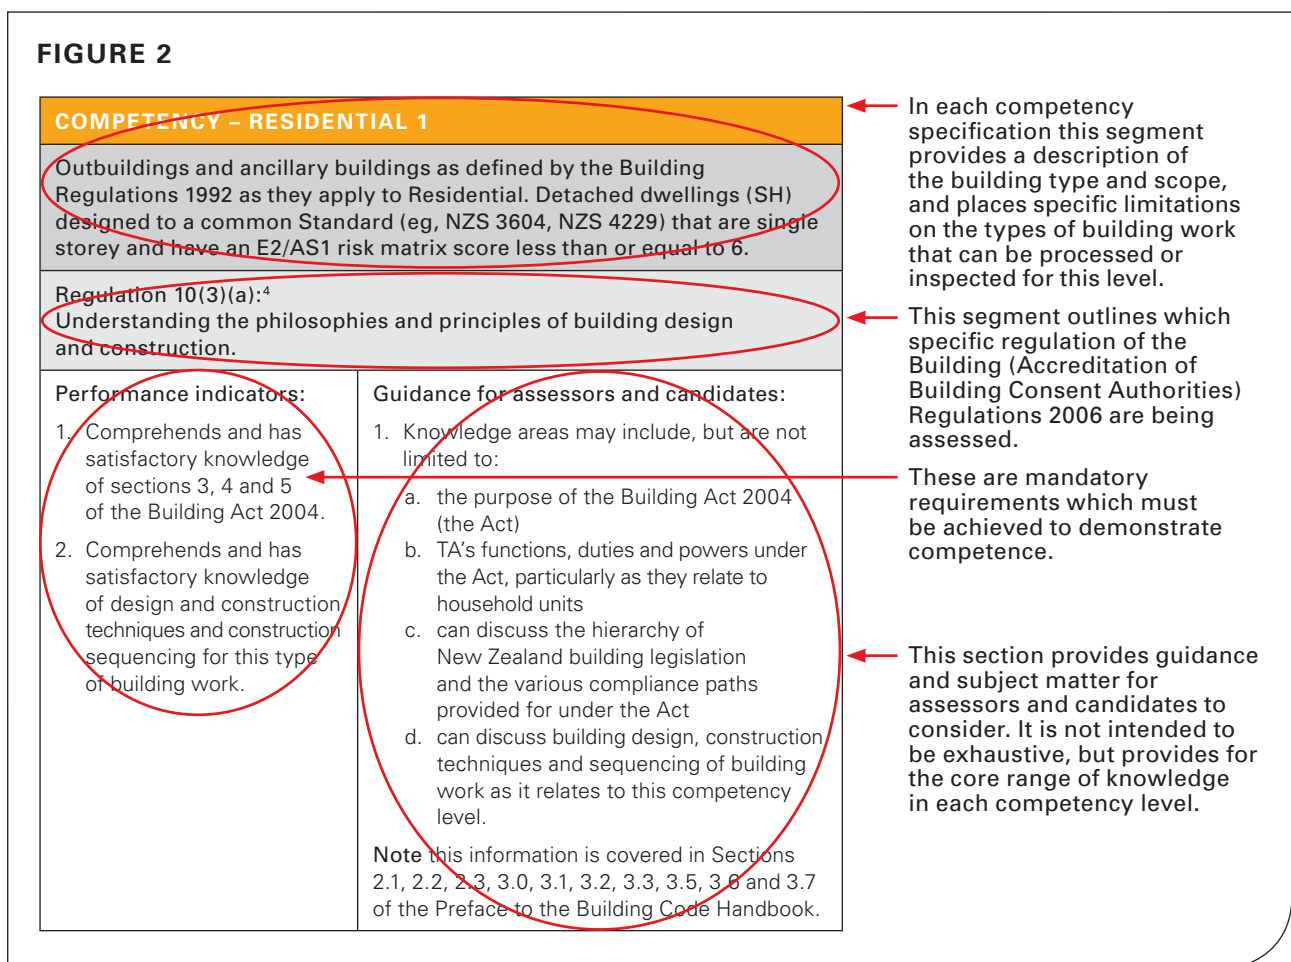 FIGURE 2
COMPETENCY – RESIDENTIAL 1
Outbuildings and ancillary buildings as defined by the Building
Regulations 1992 as they apply to Residential. Detached dwellings (SH)
designed to a common Standard (eg, NZS 3604, NZS 4229) that are single
storey and have an E2/AS1 risk matrix score less than or equal to 6.
Regulation 10(3)(a):⁴
Understanding the philosophies and principles of building design
and construction.
Performance indicators:
1. Comprehends and has
satisfactory knowledge
of sections 3, 4 and 5
of the Building Act 2004.
2. Comprehends and has
satisfactory knowledge
of design and construction
techniques and construction
sequencing for this type
of building work.
Guidance for assessors and candidates:
1. Knowledge areas may include, but are not
limited to:
a. the purpose of the Building Act 2004
(the Act)
b. TA's functions, duties and powers under
the Act, particularly as they relate to
household units
c. can discuss the hierarchy of
New Zealand building legislation
and the various compliance paths
provided for under the Act
d. can discuss building design, construction
techniques and sequencing of building
work as it relates to this competency
level.
Note this information is covered in Sections
2.1, 2.2, 2.3, 3.0, 3.1, 3.2, 3.3, 3.5, 3.6 and 3.7
of the Preface to the Building Code Handbook.
In each competency
specification this segment
provides a description of
the building type and scope,
and places specific limitations
on the types of building work
that can be processed or
inspected for this level.
This segment outlines which
specific regulation of the
Building (Accreditation of
Building Consent Authorities)
Regulations 2006 are being
assessed.
These are mandatory
requirements which must
be achieved to demonstrate
competence.
This section provides guidance
and subject matter for
assessors and candidates to
consider. It is not intended to
be exhaustive, but provides for
the core range of knowledge
in each competency level.